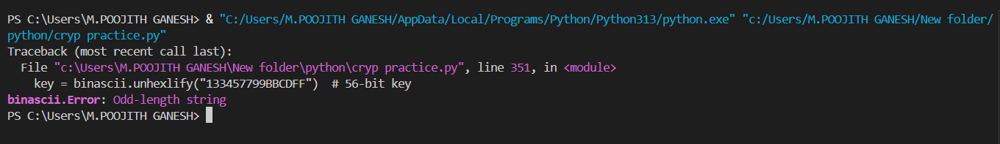 PS C:\Users\M.POOJITH GANESH> & "C:/Users/M.POOJITH GANESH/AppData/Local/Programs/Python/Python313/python.exe" "c:/Users/M.POOJITH GANESH/New folder/
python/cryp practice.py"
Traceback (most recent call last):
  File "c:\Users\M.POOJITH GANESH\New folder\python\cryp practice.py", line 351, in <module>
    key = binascii.unhexlify("133457799BBCDFF")  # 56-bit key
binascii.Error: Odd-length string
PS C:\Users\M.POOJITH GANESH>